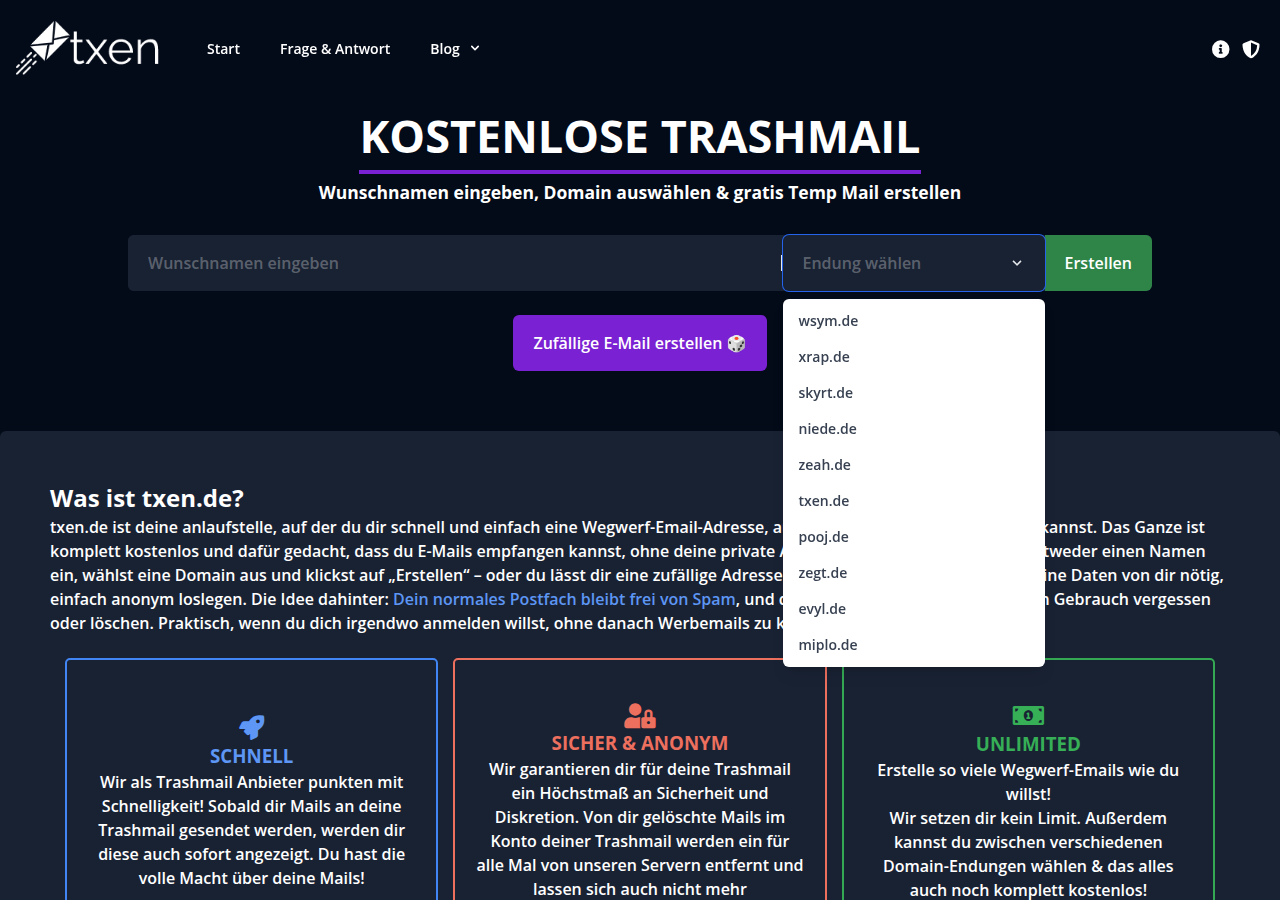 txen
Start
Frage & Antwort
Blog
KOSTENLOSE TRASHMAIL
Wunschnamen eingeben, Domain auswählen & gratis Temp Mail erstellen
Wunschnamen eingeben
Endung wählen
Erstellen
Zufällige E-Mail erstellen 🎲
wsym.de
xrap.de
skyrt.de
niede.de
zeah.de
txen.de
pooj.de
zegt.de
evyl.de
miplo.de
Was ist txen.de?
txen.de ist deine anlaufstelle, auf der du dir schnell und einfach eine Wegwerf-Email-Adresse, kannst. Das Ganze ist
komplett kostenlos und dafür gedacht, dass du E-Mails empfangen kannst, ohne deine private einen Namen
ein, wählst eine Domain aus und klickst auf „Erstellen“ – oder du lässt dir eine zufällige Adresse Daten von dir nötig,
einfach anonym loslegen. Die Idee dahinter: Dein normales Postfach bleibt frei von Spam, und Gebrauch vergessen
oder löschen. Praktisch, wenn du dich irgendwo anmelden willst, ohne danach Werbemails zu
SCHNELL
Wir als Trashmail Anbieter punkten mit
Schnelligkeit! Sobald dir Mails an deine
Trashmail gesendet werden, werden dir
diese auch sofort angezeigt. Du hast die
volle Macht über deine Mails!
SICHER & ANONYM
Wir garantieren dir für deine Trashmail
ein Höchstmaß an Sicherheit und
Diskretion. Von dir gelöschte Mails im
Konto deiner Trashmail werden ein für
alle Mal von unseren Servern entfernt und
lassen sich auch nicht mehr
UNLIMITED
Erstelle so viele Wegwerf-Emails wie du
willst!
Wir setzen dir kein Limit. Außerdem
kannst du zwischen verschiedenen
Domain-Endungen wählen & das alles
auch noch komplett kostenlos!